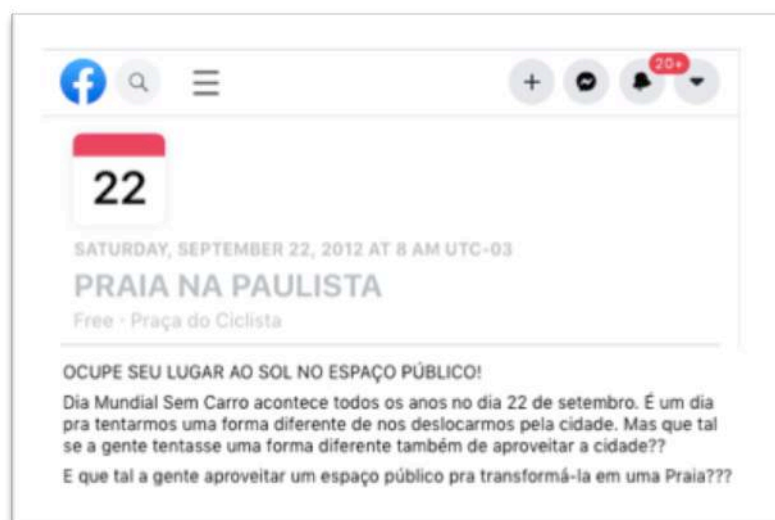 20+
22
SATURDAY, SEPTEMBER 22, 2012 AT 8 AM UTC-03
PRAIA NA PAULISTA
Free · Praça do Ciclista
OCUPE SEU LUGAR AO SOL NO ESPAÇO PÚBLICO!
Dia Mundial Sem Carro acontece todos os anos no dia 22 de setembro. É um dia
pra tentarmos uma forma diferente de nos deslocarmos pela cidade. Mas que tal
se a gente tentasse uma forma diferente também de aproveitar a cidade??
E que tal a gente aproveitar um espaço público pra transformá-la em uma Praia???